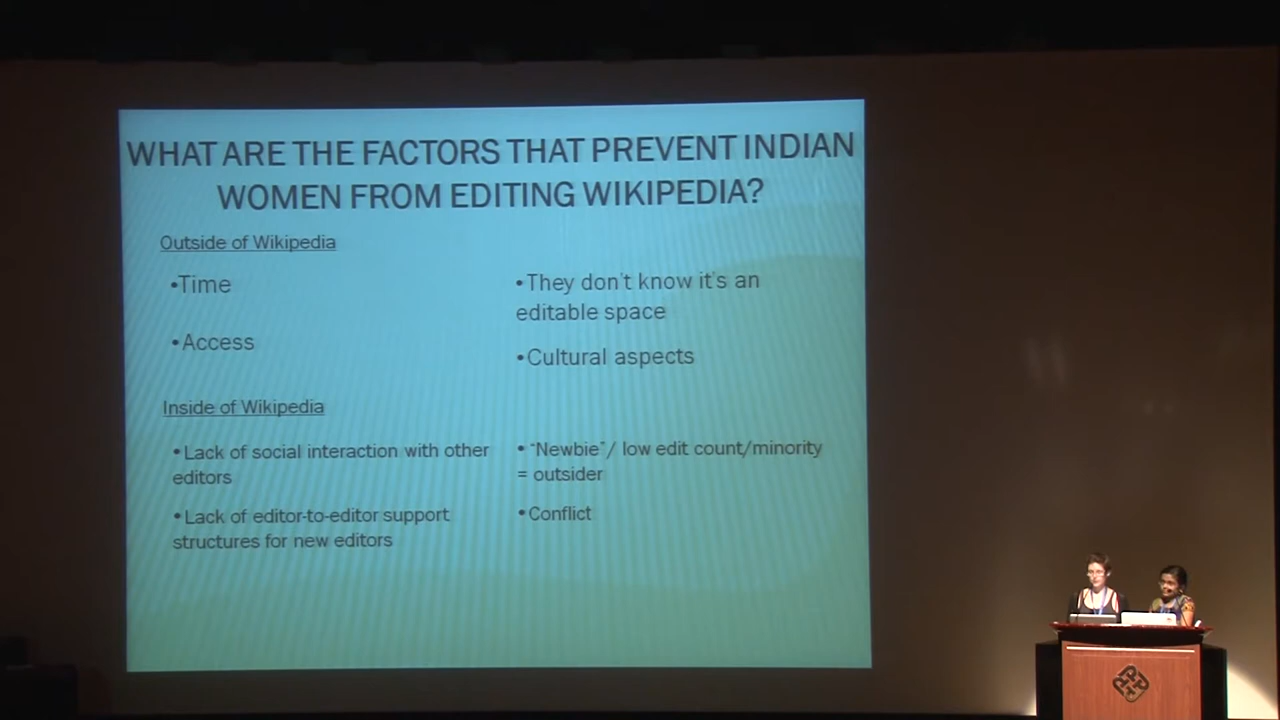 WHAT ARE THE FACTORS THAT PREVENT INDIAN
WOMEN FROM EDITING WIKIPEDIA?
Outside of Wikipedia
•Time
•Access
•They don't know it's an
editable space
•Cultural aspects
Inside of Wikipedia
•Lack of social interaction with other
editors
•Lack of editor-to-editor support
structures for new editors
•"Newbie"/ low edit count/minority
= outsider
•Conflict